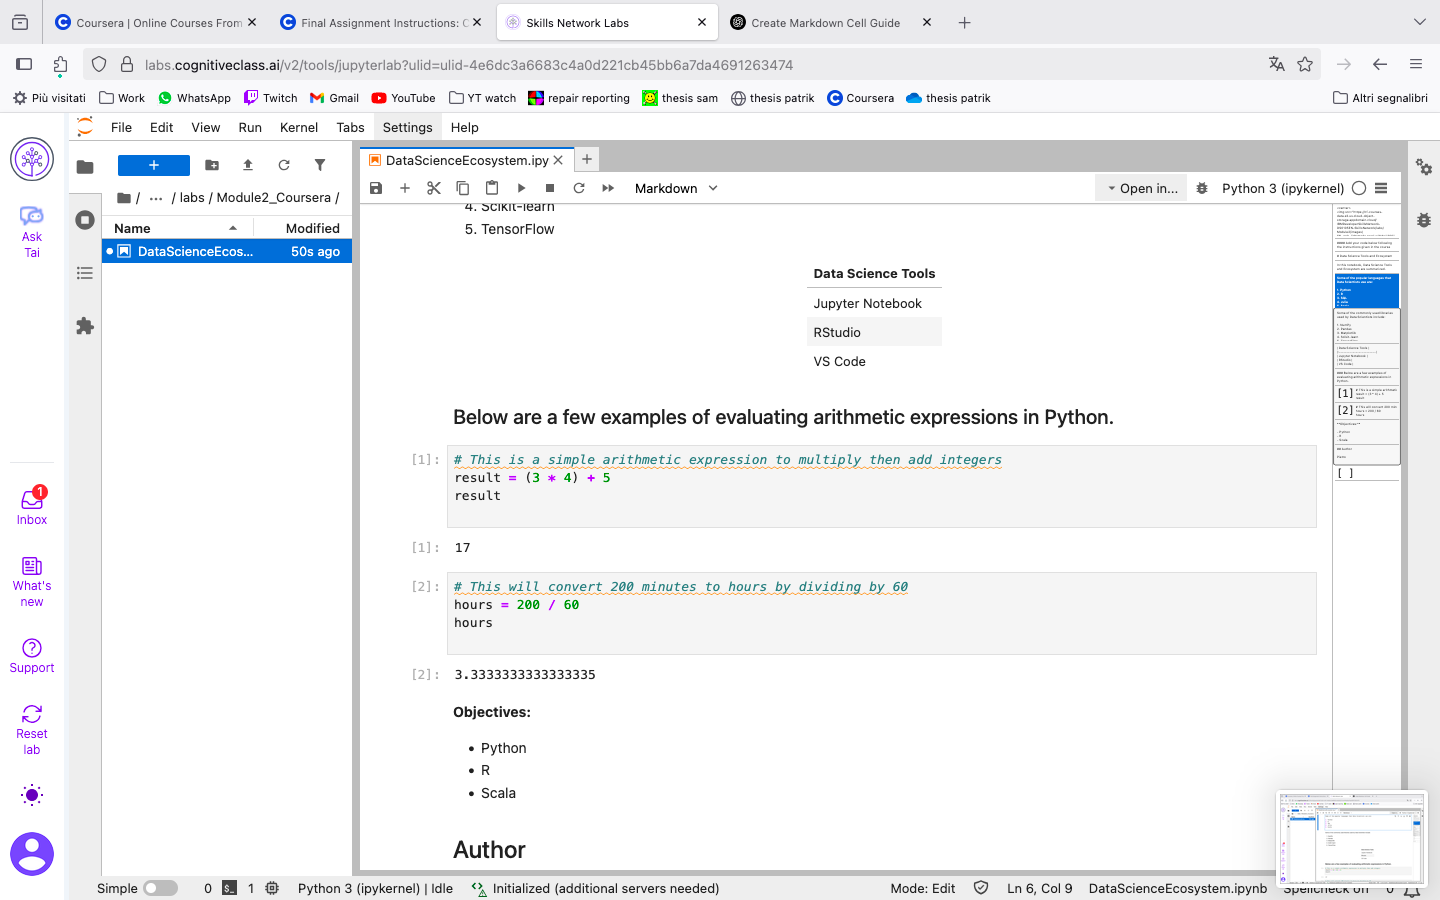 Coursera | Online Courses From
Final Assignment Instructions: C
Skills Network Labs
Create Markdown Cell Guide
labs.cognitiveclass.ai/v2/tools/jupyterlab?ulid=ulid-4e6dc3a6683c4a0d221cb45bb6a7da4691263474
Più visitati
Work
WhatsApp
Twitch
Gmail
YouTube
YT watch
repair reporting
thesis sam
thesis patrik
Coursera
thesis patrik
Altri segnalibri
File
Edit
View
Run
Kernel
Tabs
Settings
Help
Ask
Tai
Inbox
1
What's
new
Support
Reset
lab
+
/ ··· / labs / Module2_Coursera /
Name
Modified
DataScienceEcos...
50s ago
DataScienceEcosystem.ipy
Markdown
Open in...
Python 3 (ipykernel)
4. Scikit-learn
5. TensorFlow
Data Science Tools
Jupyter Notebook
RStudio
VS Code
Below are a few examples of evaluating arithmetic expressions in Python.
[1]:
# This is a simple arithmetic expression to multiply then add integers
result = (3 * 4) + 5
result
[1]:
17
[2]:
# This will convert 200 minutes to hours by dividing by 60
hours = 200 / 60
hours
[2]:
3.3333333333333335
Objectives:
• Python
• R
• Scala
Author
[1]
[2]
[ ]
Simple
0
1
Python 3 (ipykernel) | Idle
Initialized (additional servers needed)
Mode: Edit
Ln 6, Col 9
DataScienceEcosystem.ipynb
Spellcheck off
0